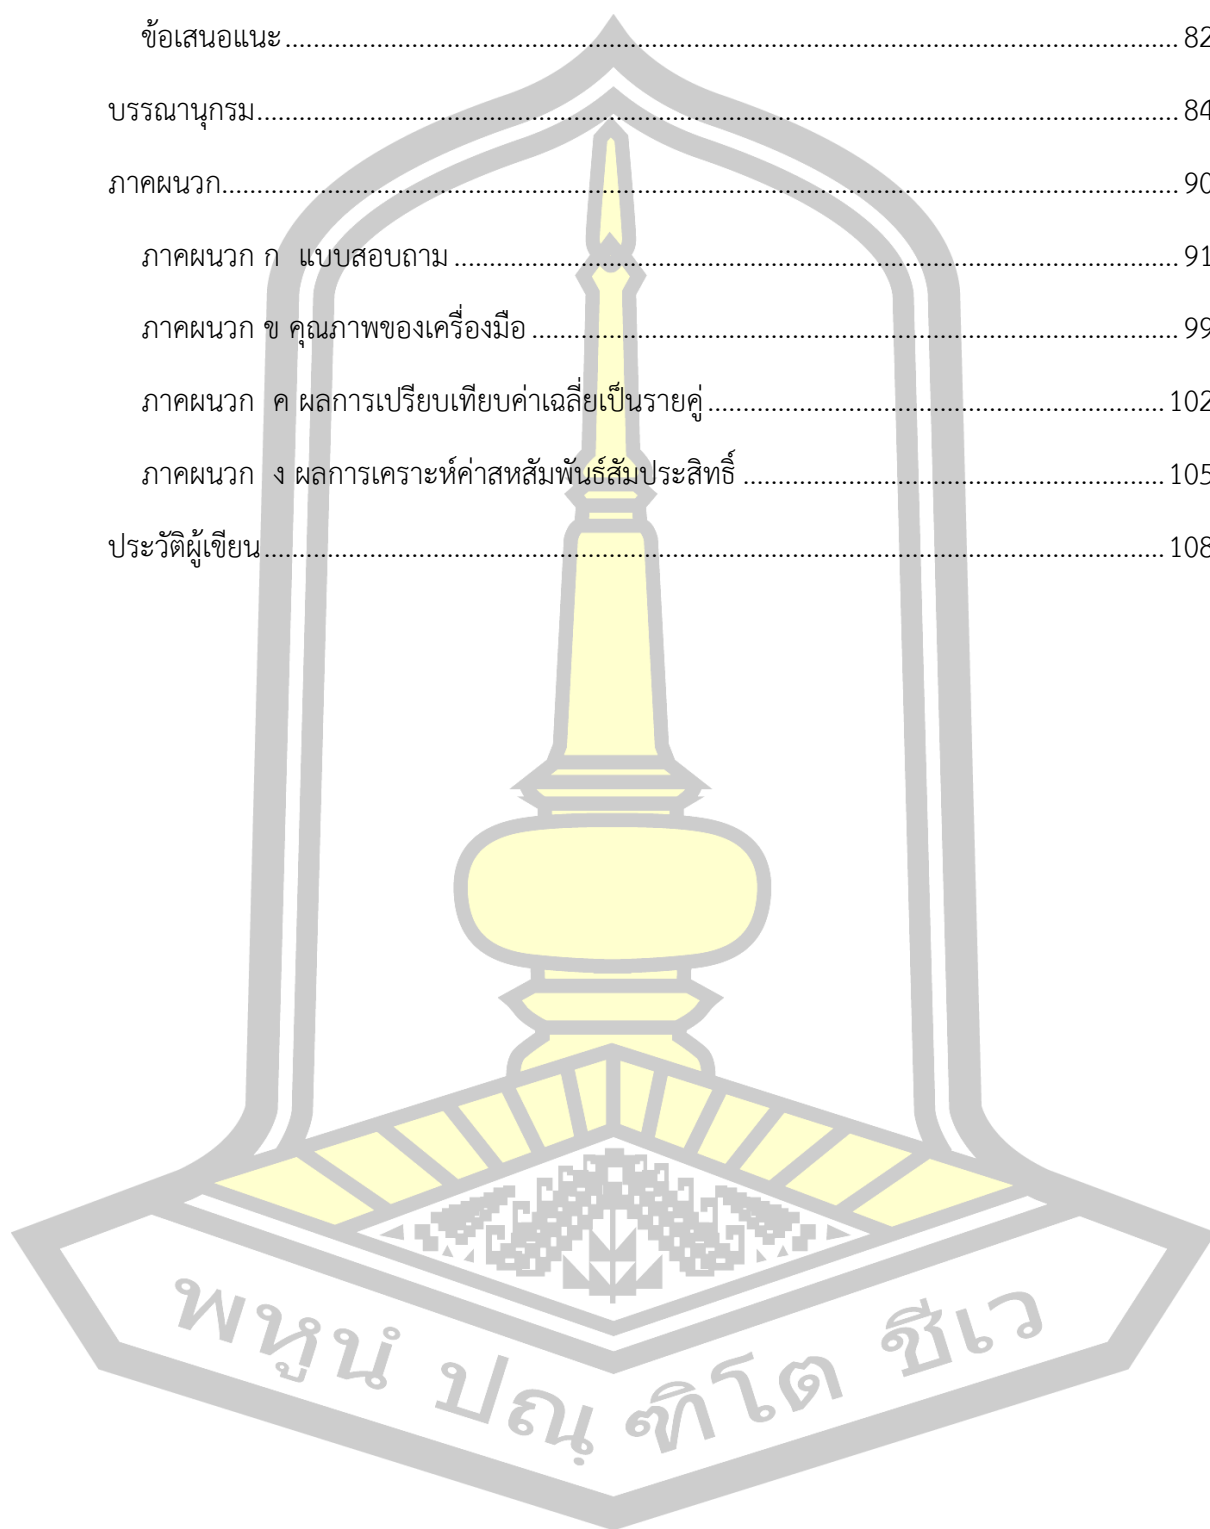 ข้อเสนอแนะ........................................................................................................ 82
บรรณานุกรม........................................................................................................ 84
ภาคผนวก........................................................................................................ 90
ภาคผนวก ก แบบสอบถาม ........................................................................................ 91
ภาคผนวก ข คุณภาพของเครื่องมือ ................................................................................ 99
ภาคผนวก ค ผลการเปรียบเทียบค่าเฉลี่ยเป็นรายคู่ ........................................................ 102
ภาคผนวก ง ผลการเคราะห์ค่าสหสัมพันธ์สัมประสิทธิ์ .................................................... 105
ประวัติผู้เขียน........................................................................................................ 108
พหูนํ ปณฺฑิโต ชีเว